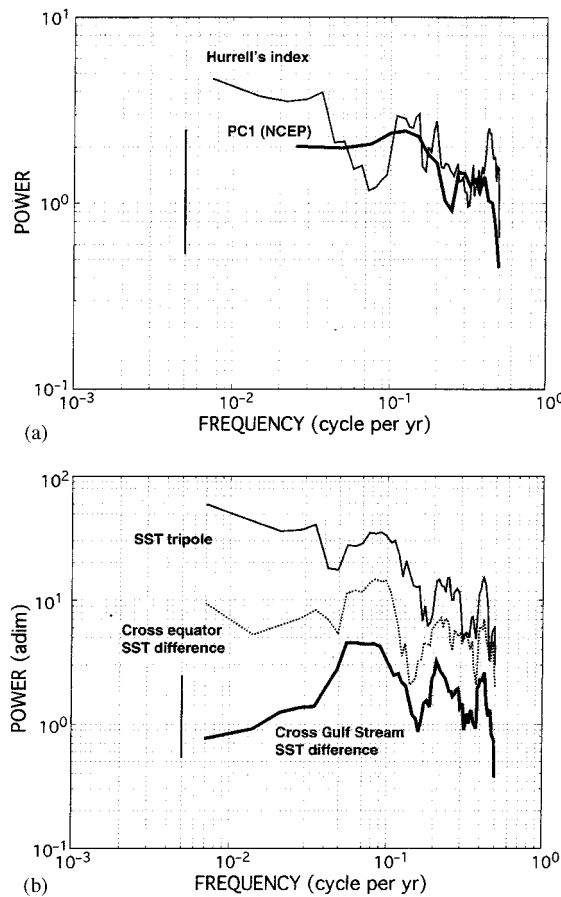 10^1
Hurrell's index
PC1 (NCEP)
POWER
10^0
10^-1
10^-3 10^-2 10^-1 10^0
(a) FREQUENCY (cycle per yr)
10^2
SST tripole
10^1
Cross equator
SST difference
POWER (adim)
10^0
Cross Gulf Stream
SST difference
10^-1
10^-3 10^-2 10^-1 10^0
(b) FREQUENCY (cycle per yr)